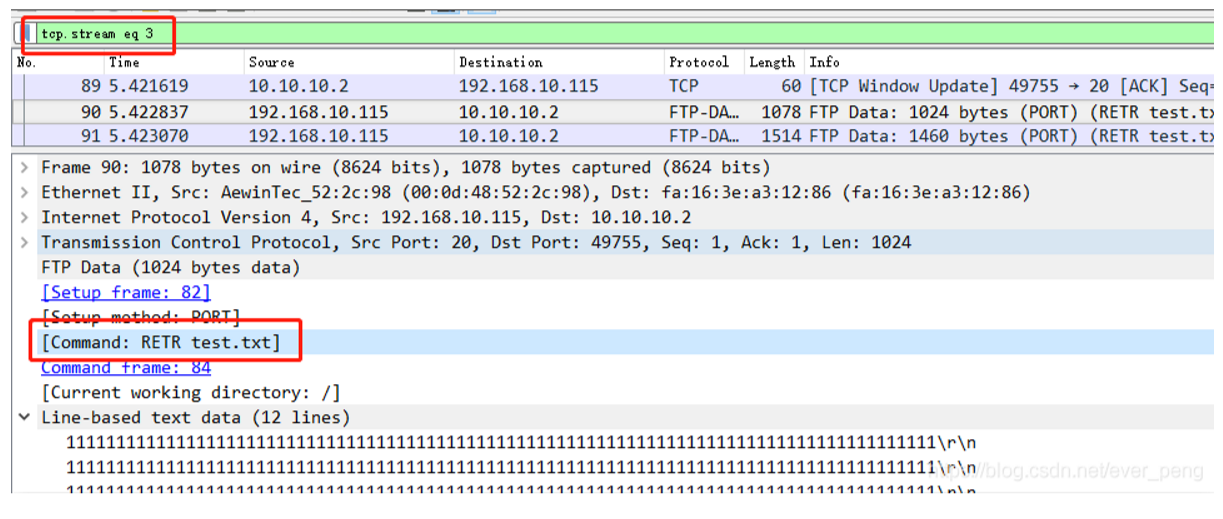 tcp.stream eq 3
No. Time Source Destination Protocol Length Info
89 5.421619 10.10.10.2 192.168.10.115 TCP 60 [TCP Window Update] 49755 → 20 [ACK] Seq=
90 5.422837 192.168.10.115 10.10.10.2 FTP-DA… 1078 FTP Data: 1024 bytes (PORT) (RETR test.tx
91 5.423070 192.168.10.115 10.10.10.2 FTP-DA… 1514 FTP Data: 1460 bytes (PORT) (RETR test.tx
Frame 90: 1078 bytes on wire (8624 bits), 1078 bytes captured (8624 bits)
Ethernet II, Src: AewinTec_52:2c:98 (00:0d:48:52:2c:98), Dst: fa:16:3e:a3:12:86 (fa:16:3e:a3:12:86)
Internet Protocol Version 4, Src: 192.168.10.115, Dst: 10.10.10.2
Transmission Control Protocol, Src Port: 20, Dst Port: 49755, Seq: 1, Ack: 1, Len: 1024
FTP Data (1024 bytes data)
[Setup frame: 82]
[Setup method: PORT]
[Command: RETR test.txt]
Command frame: 84
[Current working directory: /]
Line-based text data (12 lines)
111111111111111111111111111111111111111111111111111111111111111111111111111111111111111\r\n
111111111111111111111111111111111111111111111111111111111111111111111111111111111111111\r\n
111111111111111111111111111111111111111111111111111111111111111111111111111111111111111\r\n
https://blog.csdn.net/ever_peng